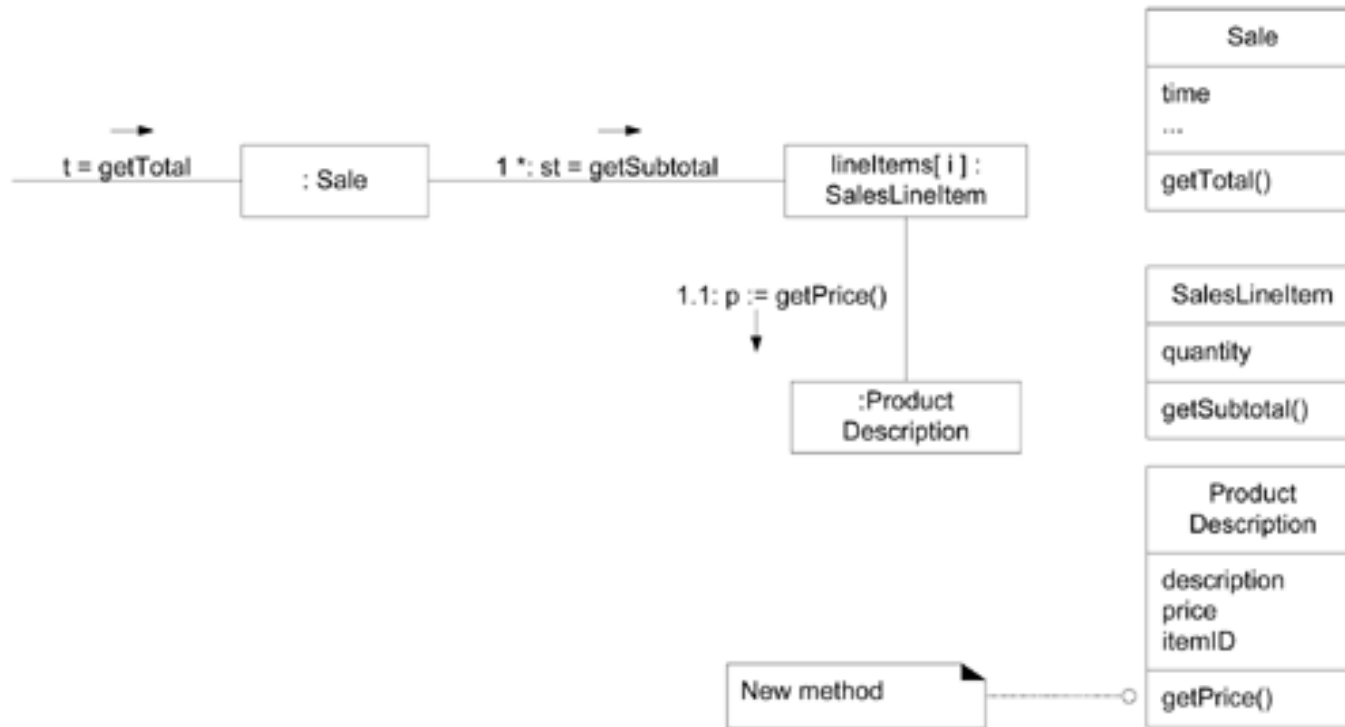 t = getTotal
: Sale
1 *: st = getSubtotal
lineItems[ i ] :
SalesLineItem
1.1: p := getPrice()
:Product
Description
New method
Sale
time
...
getTotal()
SalesLineItem
quantity
getSubtotal()
Product
Description
description
price
itemID
getPrice()